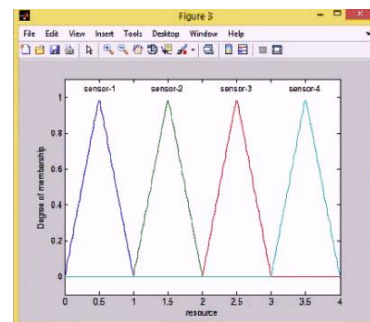 Figure 3
File Edit View Insert Tools Desktop Window Help
sensor-1 sensor-2 sensor-3 sensor-4
1
0.8
0.6
0.4
0.2
0
Degree of membership
0 0.5 1 1.5 2 2.5 3 3.5 4
resource